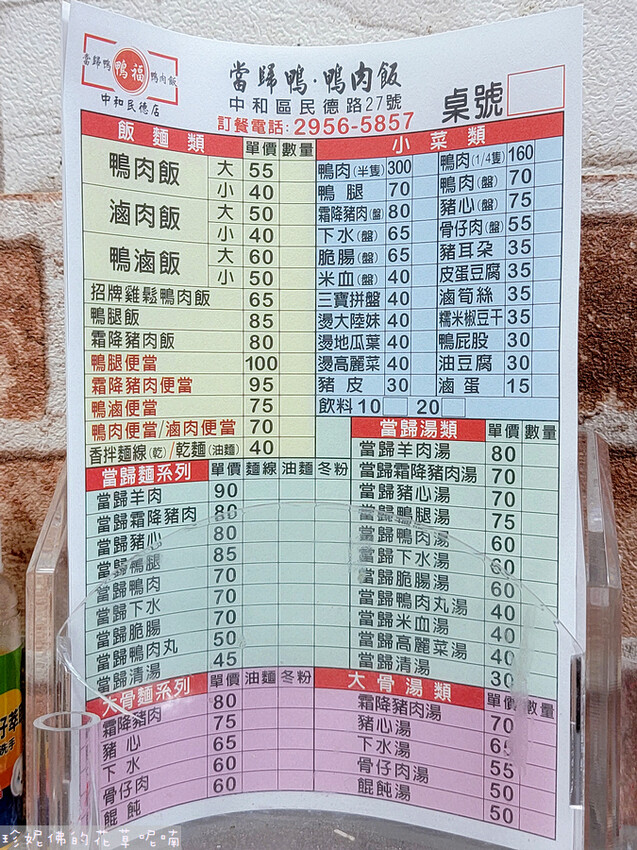 當歸鴨 鴨福 鴨肉飯
中和民德店
當歸鴨·鴨肉飯
中和區民德路27號
訂餐電話:2956-5857
桌號
飯麵類 單價 數量
鴨肉飯 大 55
小 40
滷肉飯 大 50
小 40
鴨滷飯 大 60
小 50
招牌雞鬆鴨肉飯 65
鴨腿飯 85
霜降豬肉飯 80
鴨腿便當 100
霜降豬肉便當 95
鴨滷便當 75
鴨肉便當/滷肉便當 70
香拌麵線(乾)/乾麵(油麵) 40
小菜類
鴨肉(半隻) 300 鴨肉(1/4隻) 160
鴨腿 70 鴨肉(盤) 70
霜降豬肉(盤) 80 豬心(盤) 75
下水(盤) 65 骨仔肉(盤) 55
脆腸(盤) 65 豬耳朵 35
米血(盤) 40 皮蛋豆腐 35
三寶拼盤 40 滷筍絲 35
燙大陸妹 40 糯米椒豆干 35
燙地瓜葉 40 鴨屁股 30
燙高麗菜 40 油豆腐 30
豬皮 30 滷蛋 15
飲料 10 20
當歸麵系列 單價 麵線 油麵 冬粉
當歸羊肉 90
當歸霜降豬肉 80
當歸豬心 80
當歸鴨腿 85
當歸鴨肉 70
當歸下水 70
當歸脆腸 70
當歸鴨肉丸 50
當歸清湯 45
當歸湯類 單價 數量
當歸羊肉湯 80
當歸霜降豬肉湯 70
當歸豬心湯 70
當歸鴨腿湯 75
當歸鴨肉湯 60
當歸下水湯 60
當歸脆腸湯 60
當歸鴨肉丸湯 40
當歸米血湯 40
當歸高麗菜湯 40
當歸清湯 30
大骨麵系列 單價 油麵 冬粉
霜降豬肉 80
豬心 75
下水 65
骨仔肉 60
餛飩 60
大骨湯類 單價 數量
霜降豬肉湯 70
豬心湯 65
下水湯 55
骨仔肉湯 50
餛飩湯 50
珍妮佛的花草呢喃